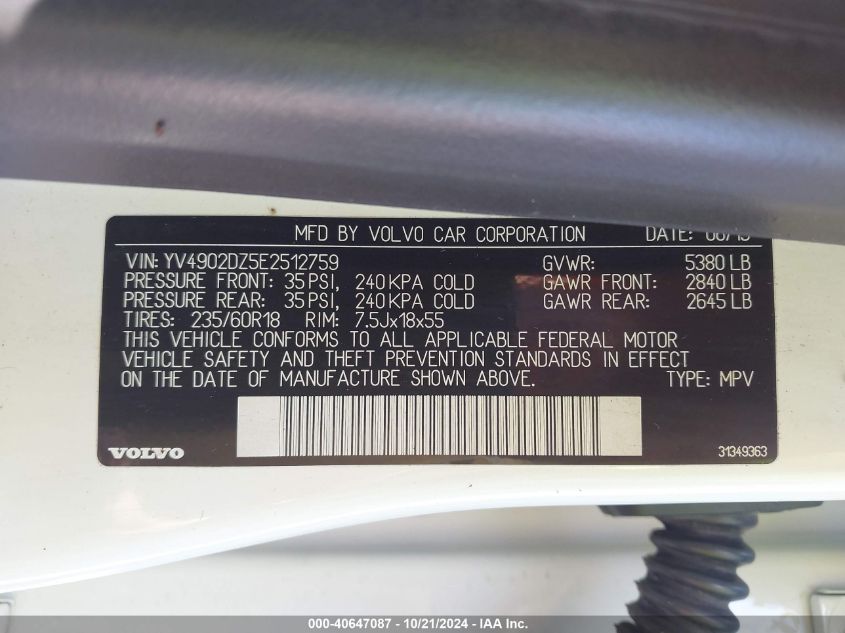 MFD BY VOLVO CAR CORPORATION DATE:
VIN: YV4902DZ5E2512759 GVWR: 5380 LB
PRESSURE FRONT: 35 PSI, 240 KPA COLD GAWR FRONT: 2840 LB
PRESSURE REAR: 35 PSI, 240 KPA COLD GAWR REAR: 2645 LB
TIRES: 235/60R18 RIM: 7.5Jx18x55
THIS VEHICLE CONFORMS TO ALL APPLICABLE FEDERAL MOTOR
VEHICLE SAFETY AND THEFT PREVENTION STANDARDS IN EFFECT
ON THE DATE OF MANUFACTURE SHOWN ABOVE. TYPE: MPV
VOLVO 31349363
000-40647087 - 10/21/2024 - IAA Inc.